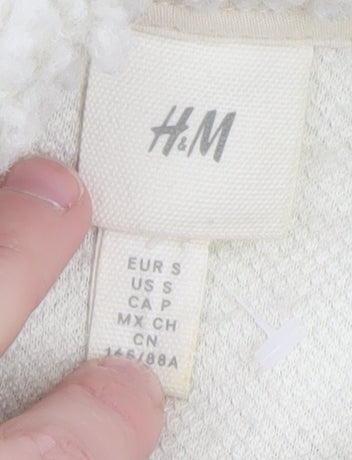 H&M
EUR S
US S
CA P
MX CH
CN
165/88A